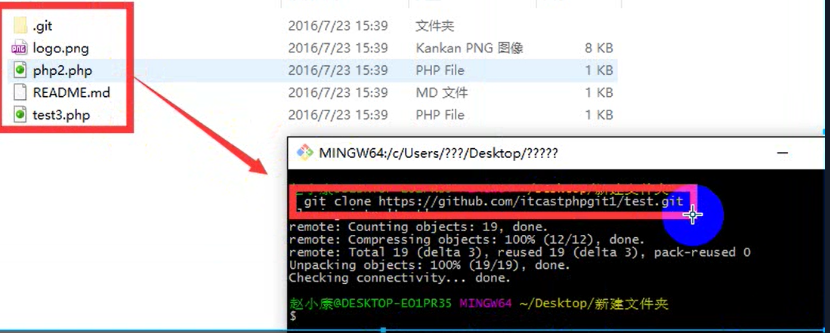 .git 2016/7/23 15:39 文件夹
logo.png 2016/7/23 15:39 Kankan PNG 图像 8 KB
php2.php 2016/7/23 15:39 PHP File 1 KB
README.md 2016/7/23 15:39 MD 文件 1 KB
test3.php 2016/7/23 15:39 PHP File 1 KB
MINGW64:/c/Users/???/Desktop/?????
~/Desktop/新建文件夹
git clone https://github.com/itcastphpgit1/test.git
remote: Counting objects: 19, done.
remote: Compressing objects: 100% (12/12), done.
remote: Total 19 (delta 3), reused 19 (delta 3), pack-reused 0
Unpacking objects: 100% (19/19), done.
Checking connectivity... done.
赵小康@DESKTOP-EO1PR35 MINGW64 ~/Desktop/新建文件夹
$